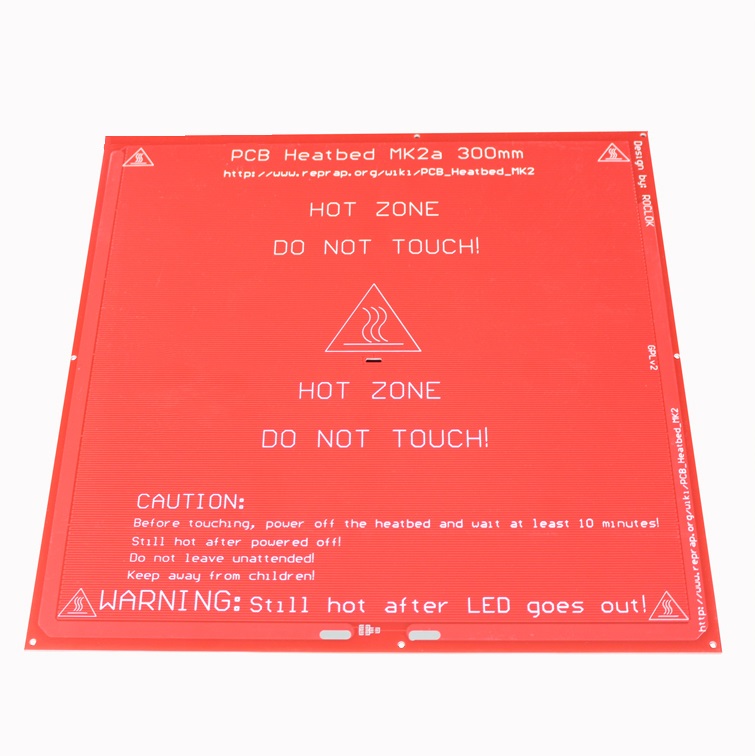 PCB Heatbed MK2a 300mm
http://www.reprap.org/wiki/PCB_Heatbed_MK2
HOT ZONE
DO NOT TOUCH!
HOT ZONE
DO NOT TOUCH!
CAUTION:
Before touching, power off the heatbed and wait at least 10 minutes!
Still hot after powered off!
Do not leave unattended!
Keep away from children!
WARNING: Still hot after LED goes out!
Design by: ROCLOK
GPLv2
http://www.reprap.org/wiki/PCB_Heatbed_MK2